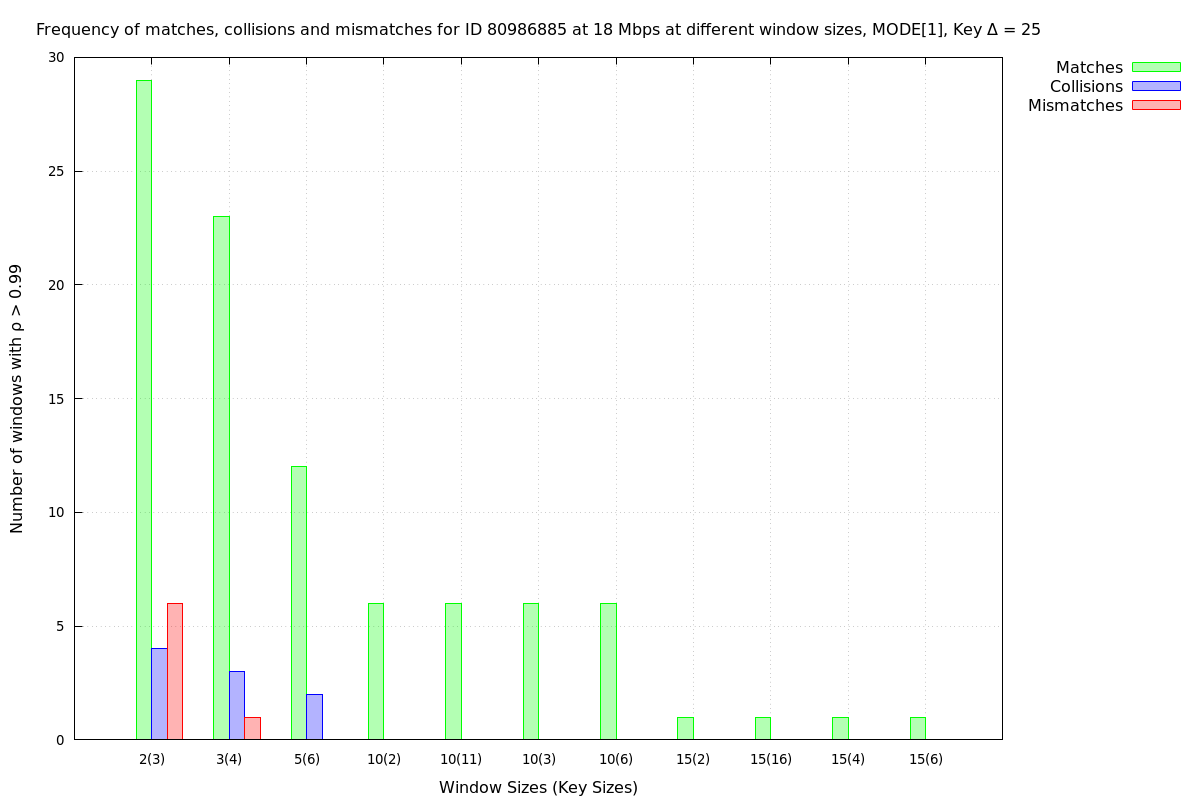 Frequency of matches, collisions and mismatches for ID 80986885 at 18 Mbps at different window sizes, MODE[1], Key Δ = 25
Matches
Collisions
Mismatches
Number of windows with ρ > 0.99
30
25
20
15
10
5
0
2(3) 3(4) 5(6) 10(2) 10(11) 10(3) 10(6) 15(2) 15(16) 15(4) 15(6)
Window Sizes (Key Sizes)